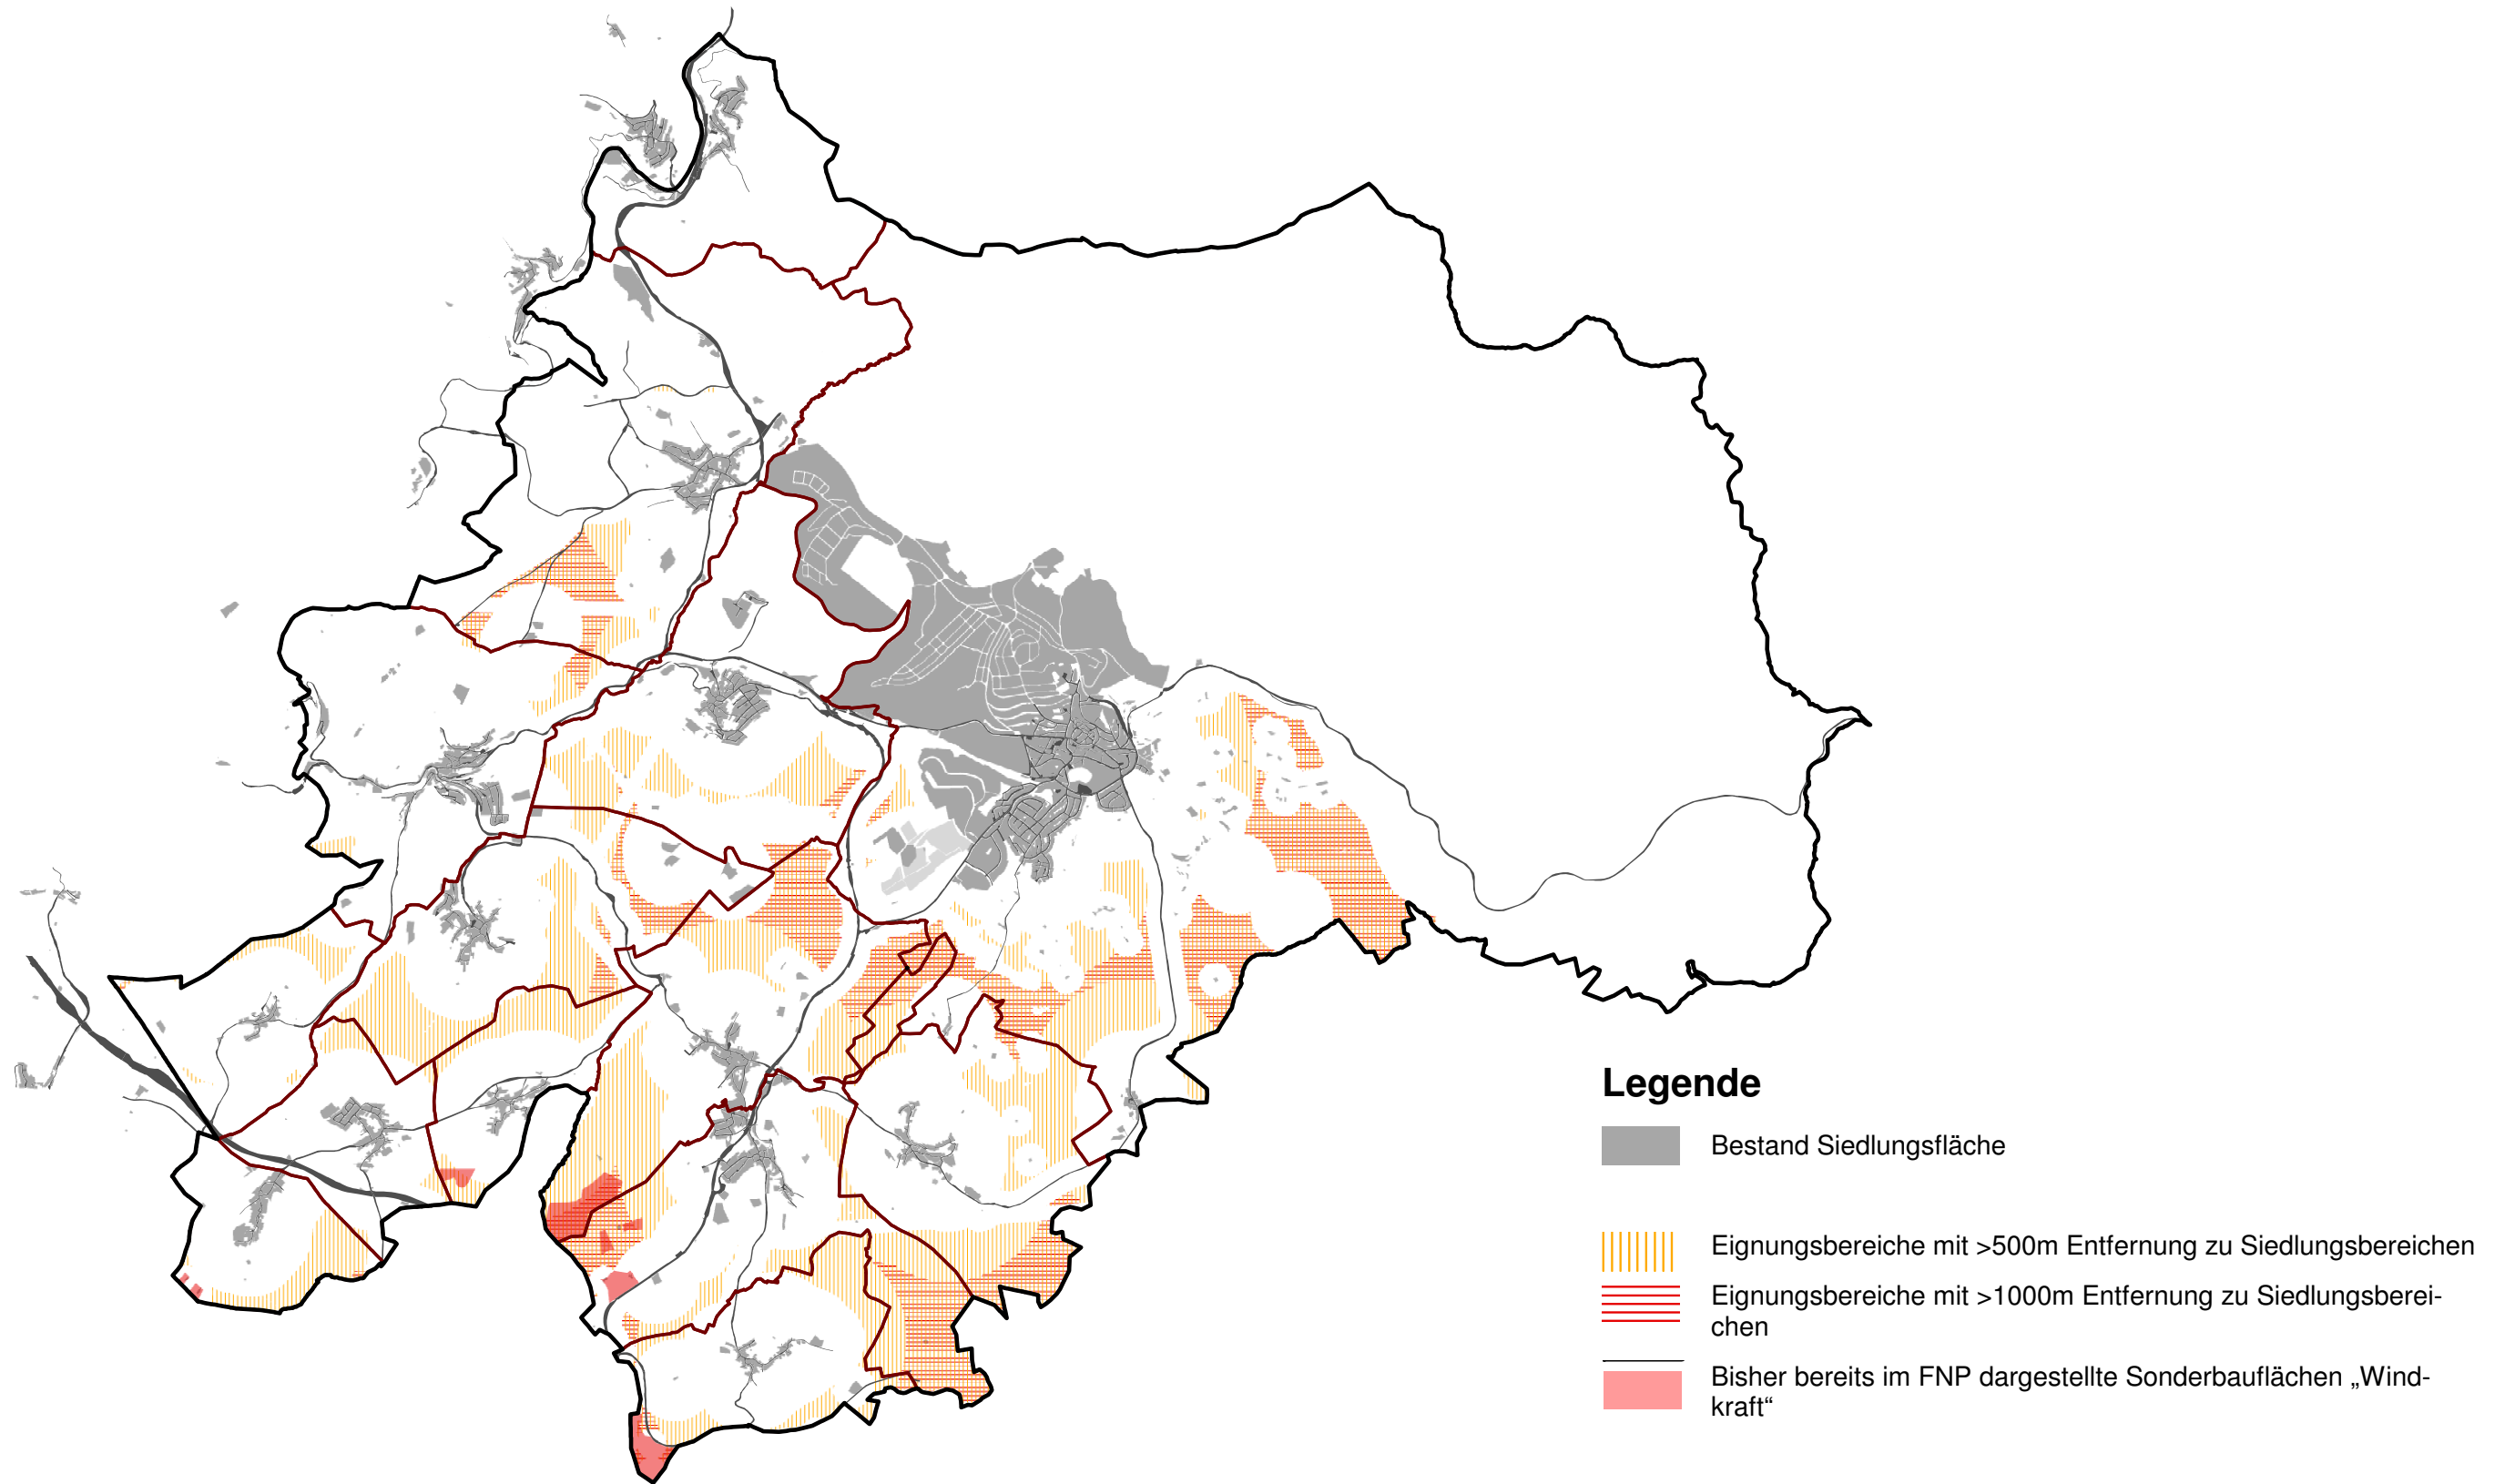 Legende
Bestand Siedlungsfläche
Eignungsbereiche mit >500m Entfernung zu Siedlungsbereichen
Eignungsbereiche mit >1000m Entfernung zu Siedlungsberei-
chen
Bisher bereits im FNP dargestellte Sonderbauflächen „Wind-
kraft“